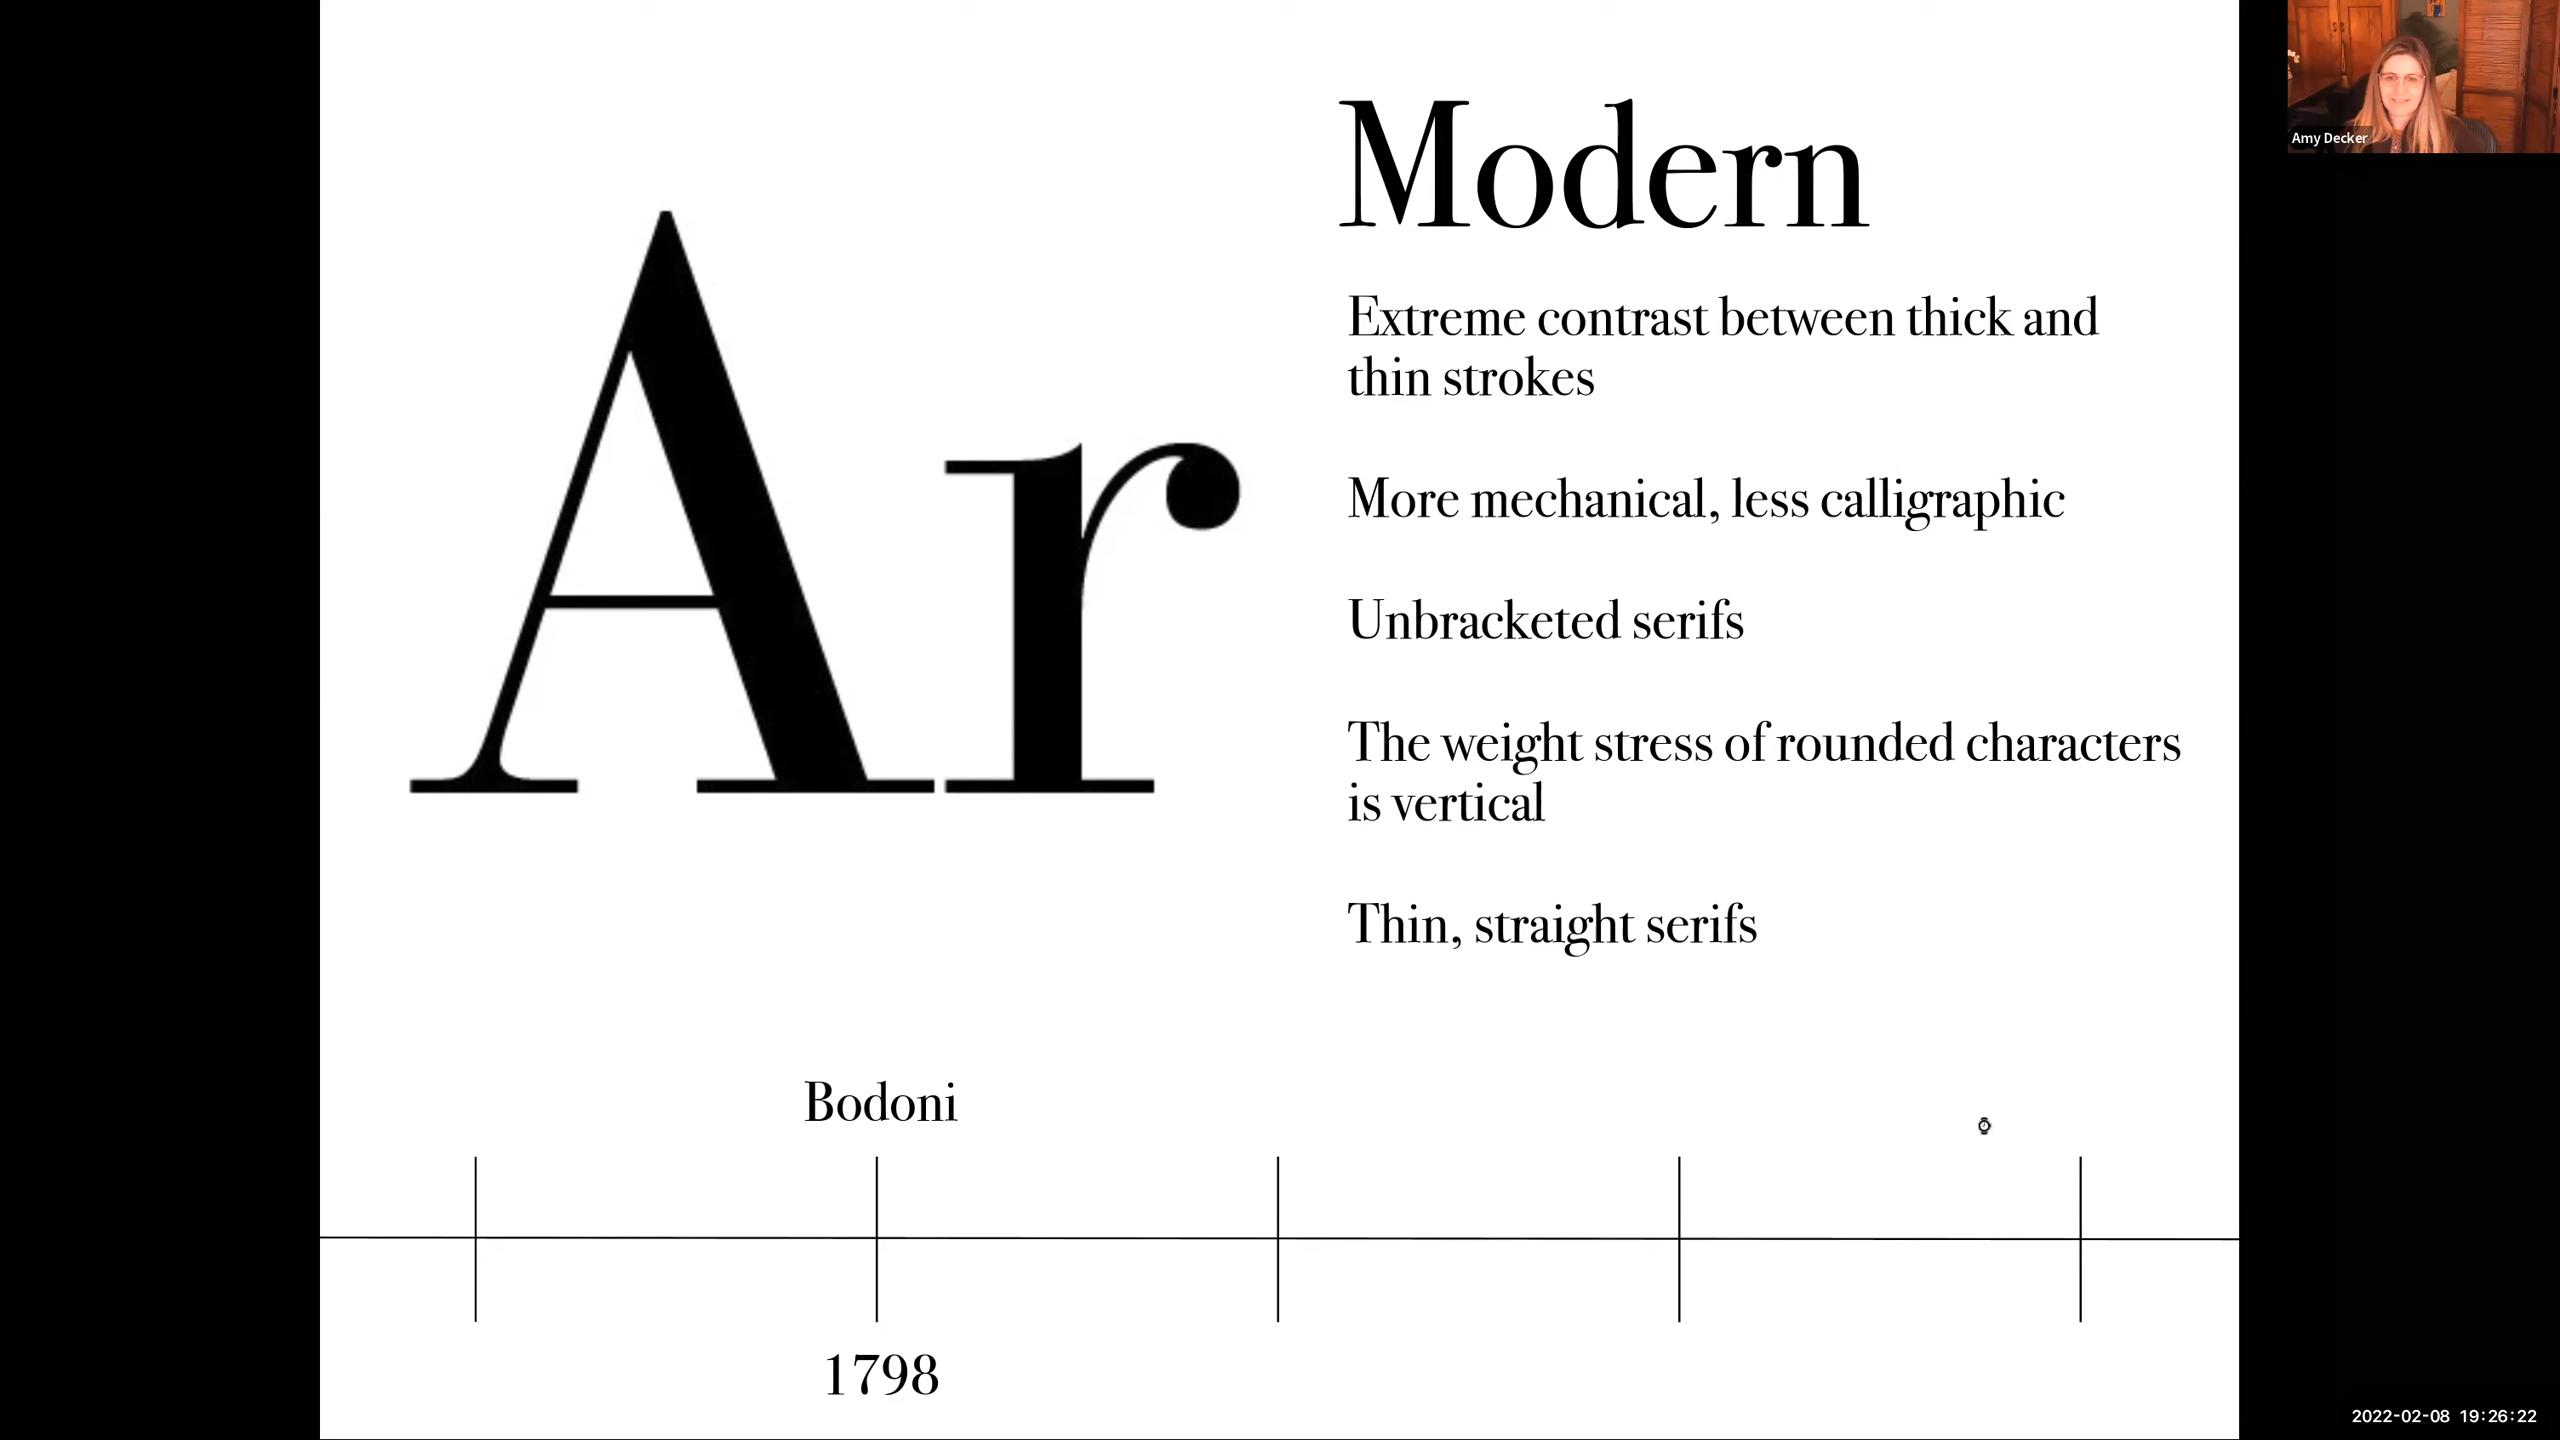 Ar
Modern
Extreme contrast between thick and
thin strokes
More mechanical, less calligraphic
Unbracketed serifs
The weight stress of rounded characters
is vertical
Thin, straight serifs
Bodoni
1798
Amy Decker
2022-02-08 19:26:22